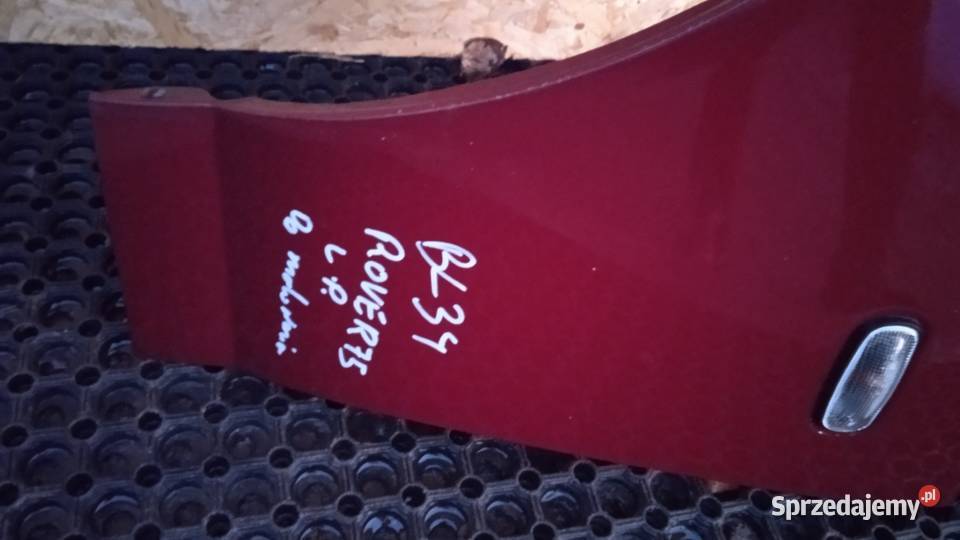 BL34
ROVER75
L P.
Sprzedajemy.pl